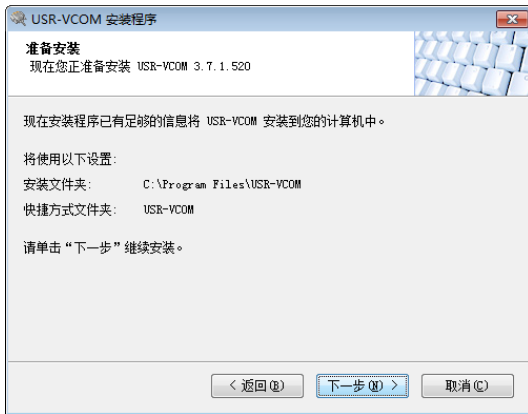 USR-VCOM 安装程序
准备安装
现在您正准备安装 USR-VCOM 3.7.1.520
现在安装程序已有足够的信息将 USR-VCOM 安装到您的计算机中。
将使用以下设置:
安装文件夹: C:\Program Files\USR-VCOM
快捷方式文件夹: USR-VCOM
请单击“下一步”继续安装。
< 返回(B) 下一步(N) > 取消(C)